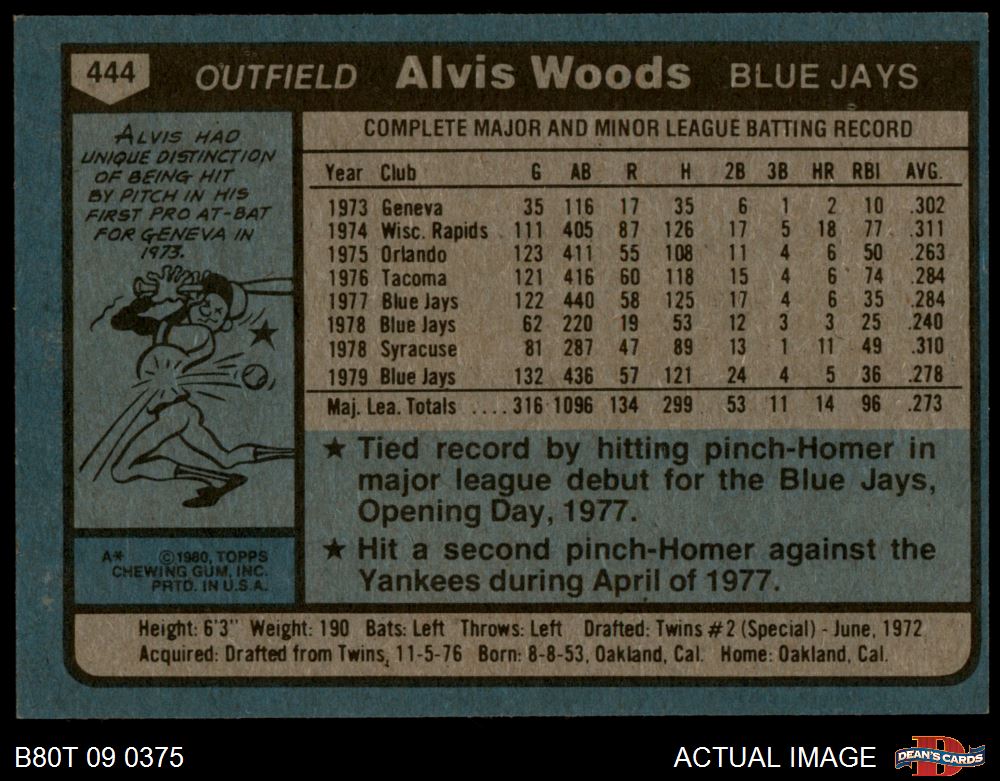 444 OUTFIELD Alvis Woods BLUE JAYS
ALVIS HAD
UNIQUE DISTINCTION
OF BEING HIT
BY PITCH IN HIS
FIRST PRO AT-BAT
FOR GENEVA IN
1973.
COMPLETE MAJOR AND MINOR LEAGUE BATTING RECORD
Year Club G AB R H 2B 3B HR RBI AVG.
1973 Geneva 35 116 17 35 6 1 2 10 .302
1974 Wisc. Rapids 111 405 87 126 17 5 18 77 .311
1975 Orlando 123 411 55 108 11 4 6 50 .263
1976 Tacoma 121 416 60 118 15 4 6 74 .284
1977 Blue Jays 122 440 58 125 17 4 6 35 .284
1978 Blue Jays 62 220 19 53 12 3 3 25 .240
1978 Syracuse 81 287 47 89 13 1 11 49 .310
1979 Blue Jays 132 436 57 121 24 4 5 36 .278
Maj. Lea. Totals .... 316 1096 134 299 53 11 14 96 .273
★ Tied record by hitting pinch-Homer in
major league debut for the Blue Jays,
Opening Day, 1977.
★ Hit a second pinch-Homer against the
Yankees during April of 1977.
A* ©1980, TOPPS
CHEWING GUM, INC.
PRTD. IN U.S.A.
Height: 6'3" Weight: 190 Bats: Left Throws: Left Drafted: Twins #2 (Special) - June, 1972
Acquired: Drafted from Twins, 11-5-76 Born: 8-8-53, Oakland, Cal. Home: Oakland, Cal.
B80T 09 0375 ACTUAL IMAGE D DEAN'S CARDS